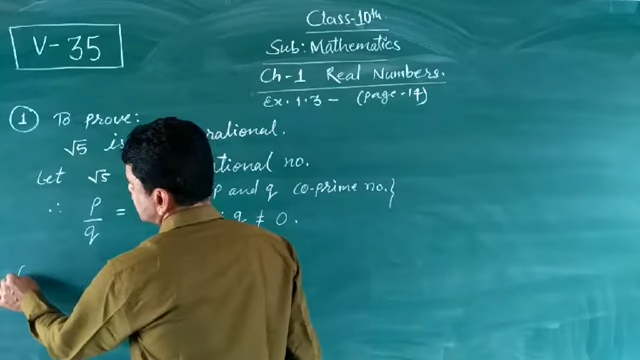 V-35
Class-10th.
Sub: Mathematics
Ch-1 Real Numbers.
Ex. 1.3 - (page-14)
① To prove:
√5 is rational.
Let √5 tional no.
∴ p/q = p and q co-prime no.}
q ≠ 0.